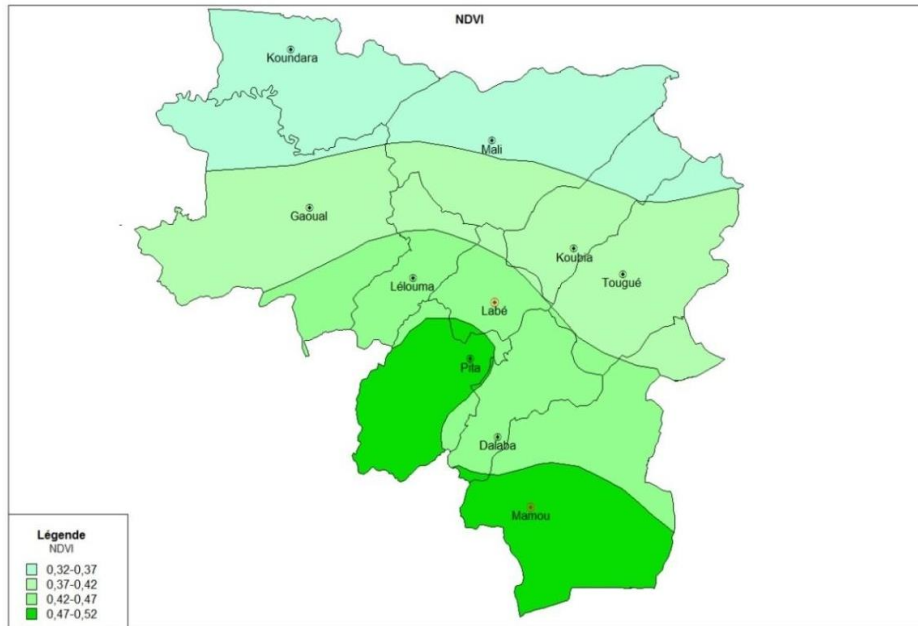 NDVI
Koundara
Mali
Gaoual
Koubia
Tougué
Lélouma
Labé
Pita
Dalaba
Mamou
Légende
NDVI
0,32-0,37
0,37-0,42
0,42-0,47
0,47-0,52